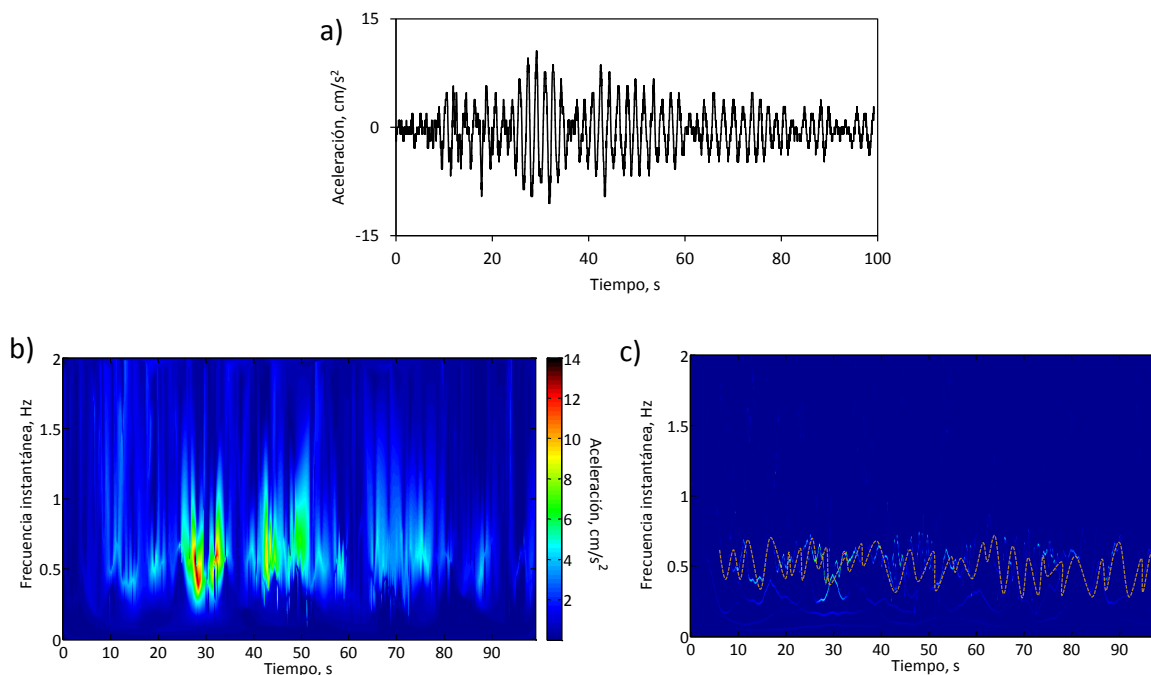 a)
15
0
-15
Aceleración, cm/s²
0 20 40 60 80 100
Tiempo, s
b)
2
1.5
1
0.5
0
Frecuencia instantánea, Hz
0 10 20 30 40 50 60 70 80 90
Tiempo, s
14
12
10
8
6
4
2
Aceleración, cm/s²
c)
2
1.5
1
0.5
0
Frecuencia instantánea, Hz
0 10 20 30 40 50 60 70 80 90
Tiempo, s